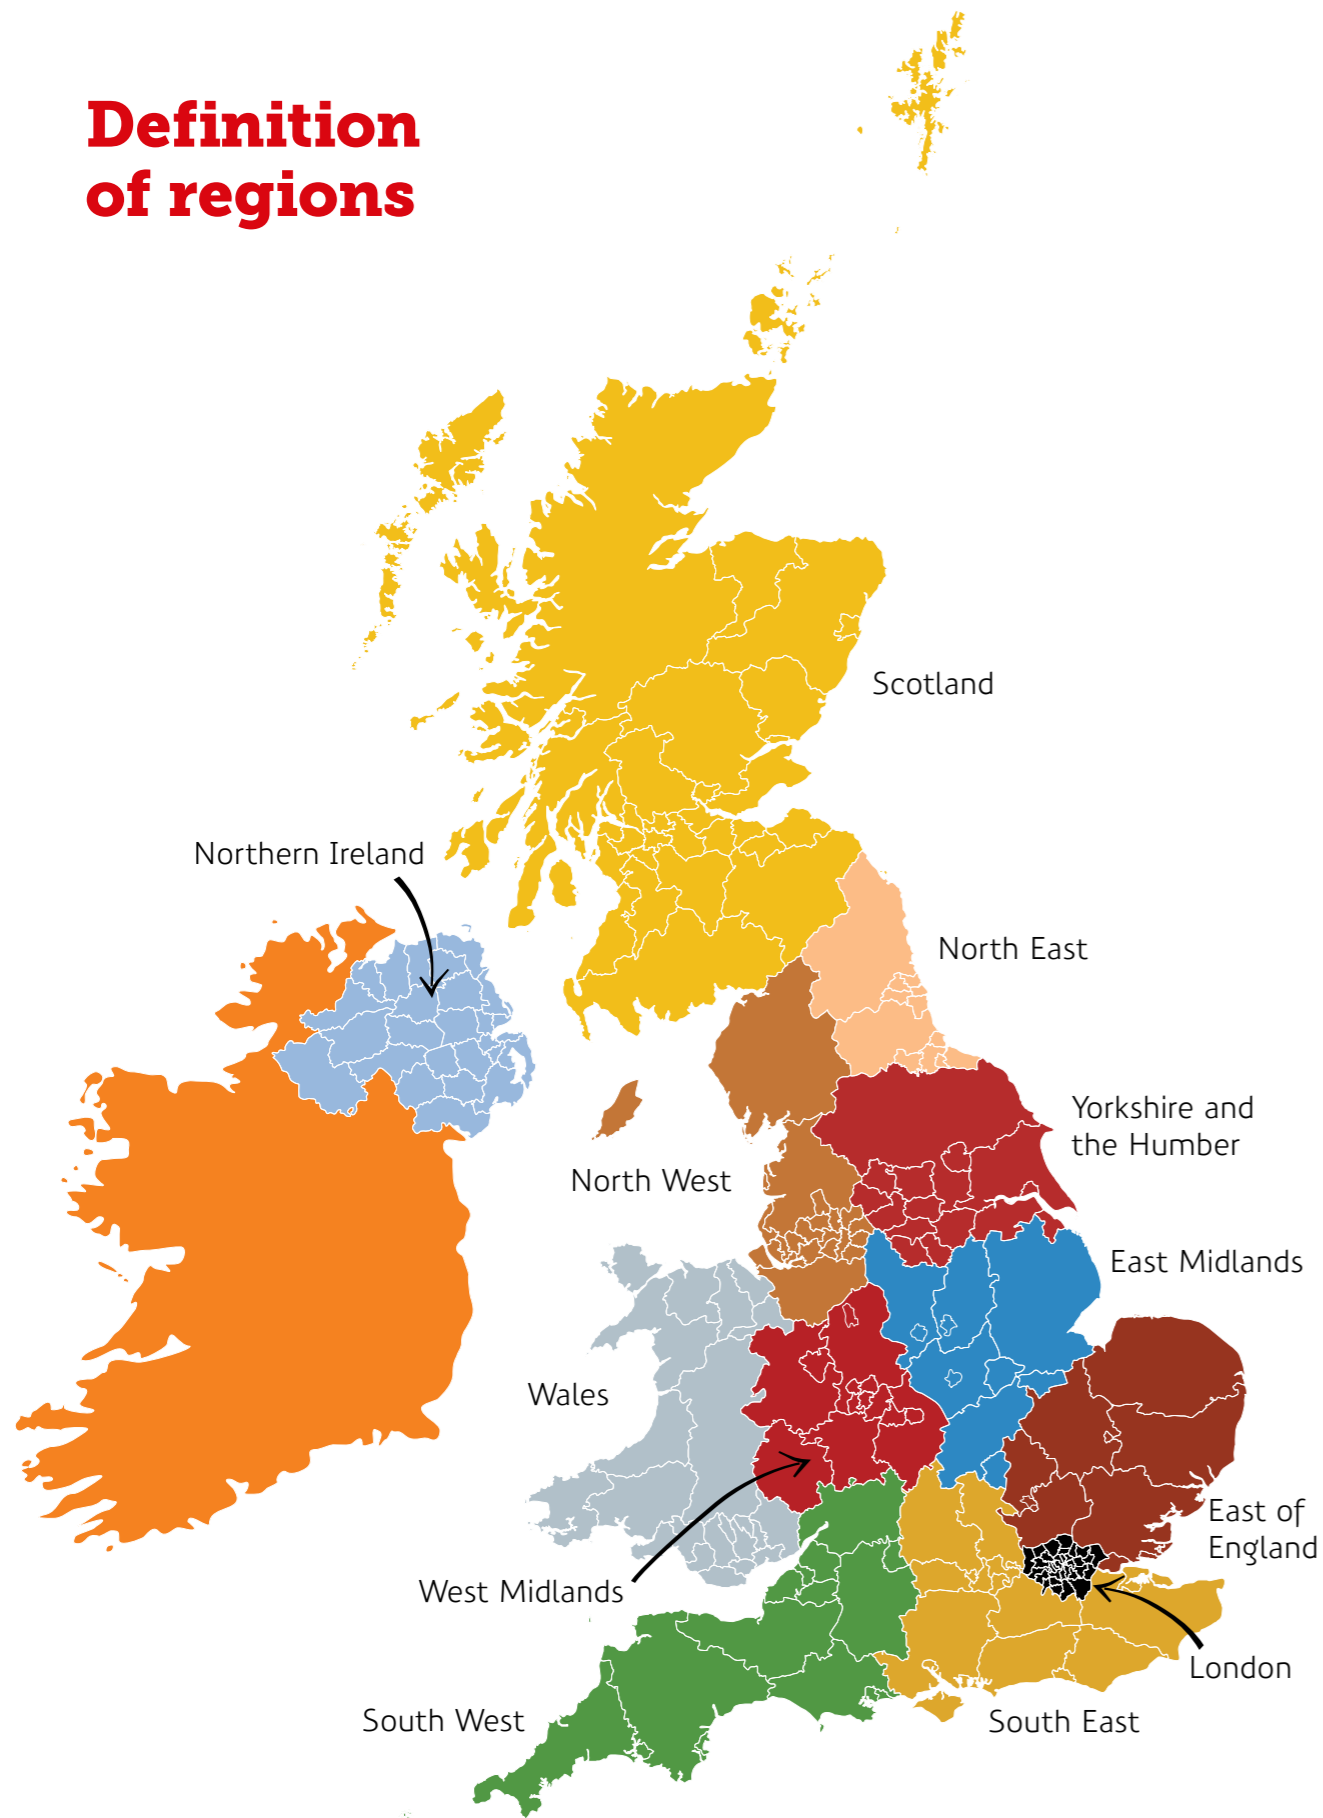 Definition
of regions
Scotland
Northern Ireland
North East
Yorkshire and
the Humber
North West
East Midlands
Wales
East of
England
West Midlands
London
South West
South East